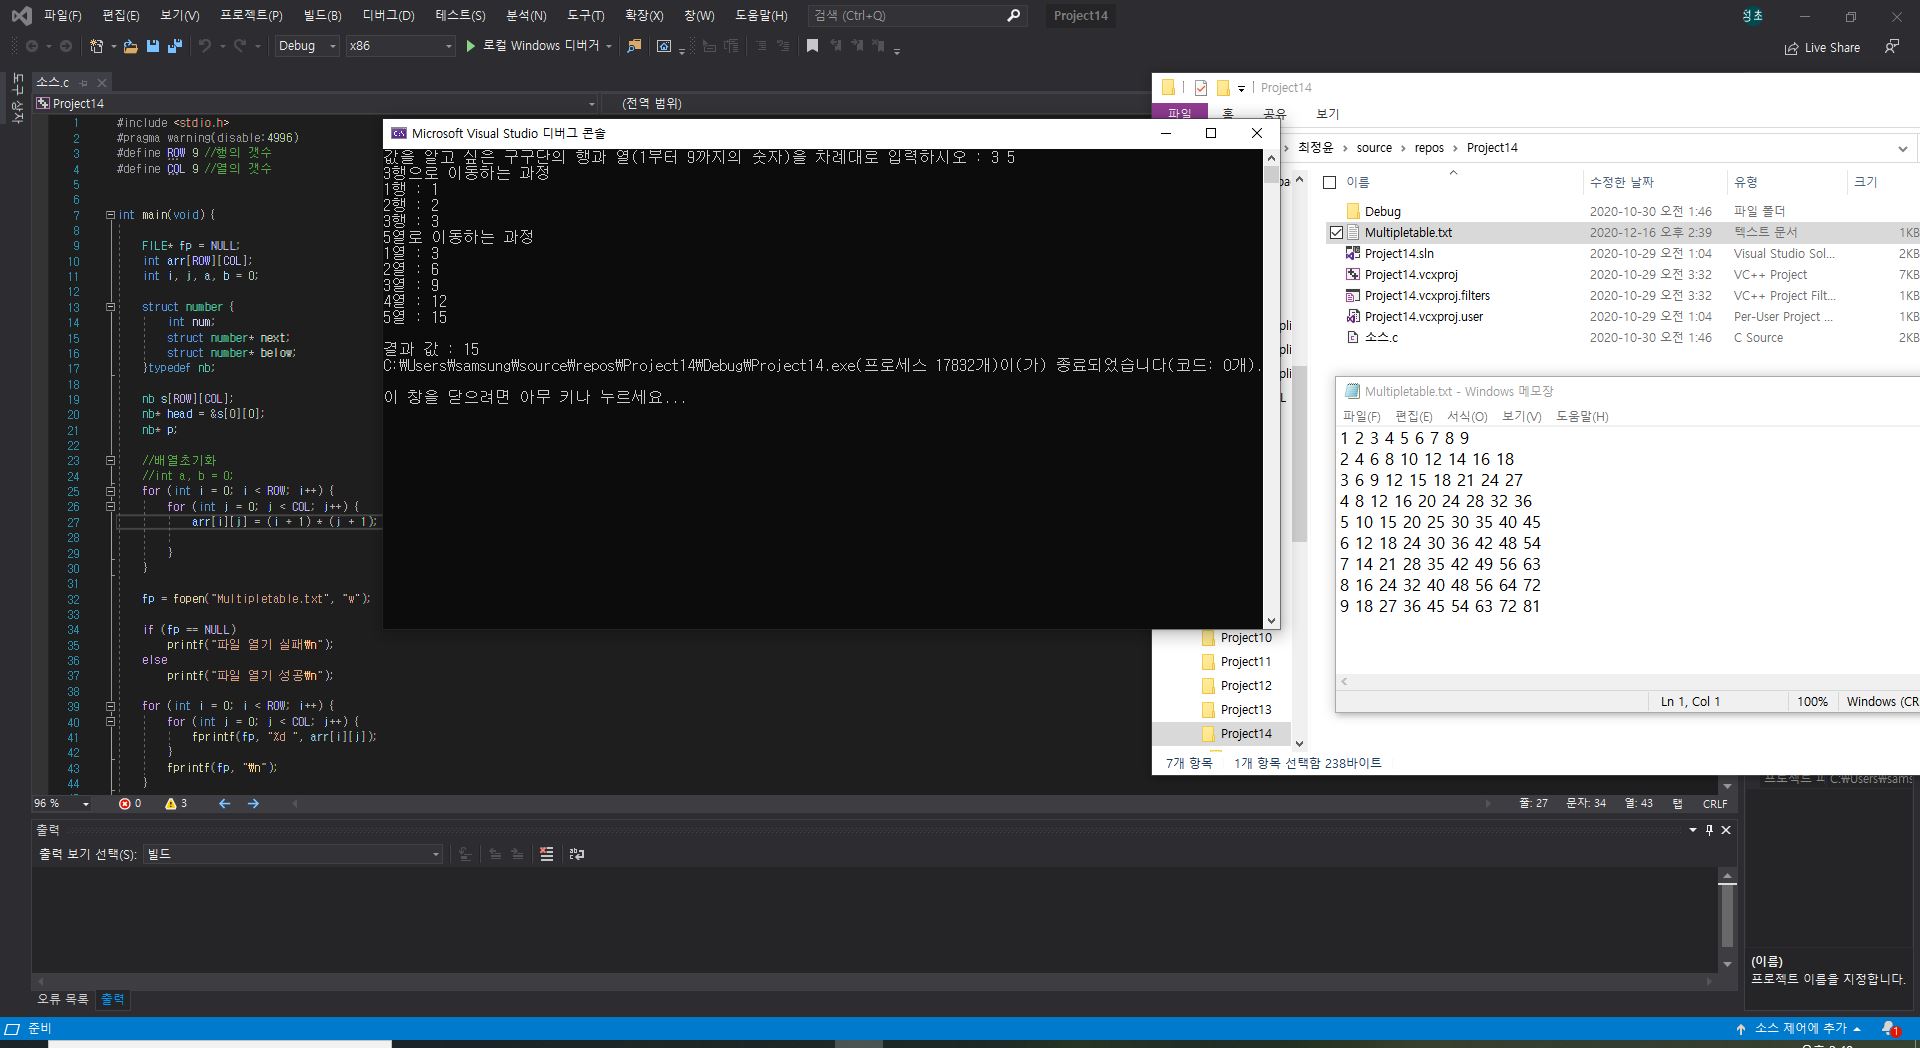 파일(F) 편집(E) 보기(V) 프로젝트(P) 빌드(B) 디버그(D) 테스트(S) 분석(N) 도구(T) 확장(X) 창(W) 도움말(H) 검색 (Ctrl+Q) Project14
Debug x86 로컬 Windows 디버거 Live Share
도구 상자
소스.c
Project14 (전역 범위)
1 #include <stdio.h>
2 #pragma warning(disable:4996)
3 #define ROW 9 //행의 갯수
4 #define COL 9 //열의 갯수
5
6
7 int main(void) {
8
9 FILE* fp = NULL;
10 int arr[ROW][COL];
11 int i, j, a, b = 0;
12
13 struct number {
14 int num;
15 struct number* next;
16 struct number* below;
17 }typedef nb;
18
19 nb s[ROW][COL];
20 nb* head = &s[0][0];
21 nb* p;
22
23 //배열초기화
24 //int a, b = 0;
25 for (int i = 0; i < ROW; i++) {
26 for (int j = 0; j < COL; j++) {
27 arr[i][j] = (i + 1) * (j + 1);
28
29 }
30 }
31
32 fp = fopen("Multipletable.txt", "w");
33
34 if (fp == NULL)
35 printf("파일 열기 실패₩n");
36 else
37 printf("파일 열기 성공₩n");
38
39 for (int i = 0; i < ROW; i++) {
40 for (int j = 0; j < COL; j++) {
41 fprintf(fp, "%d ", arr[i][j]);
42 }
43 fprintf(fp, "₩n");
44 }
96 % 0 3 줄: 27 문자: 34 열: 43 탭 CRLF
Microsoft Visual Studio 디버그 콘솔
값을 알고 싶은 구구단의 행과 열(1부터 9까지의 숫자)을 차례대로 입력하시오 : 3 5
3행으로 이동하는 과정
1행 : 1
2행 : 2
3행 : 3
5열로 이동하는 과정
1열 : 3
2열 : 6
3열 : 9
4열 : 12
5열 : 15
결과 값 : 15
C:₩Users₩samsung₩source₩repos₩Project14₩Debug₩Project14.exe(프로세스 17832개)이(가) 종료되었습니다(코드: 0개).
이 창을 닫으려면 아무 키나 누르세요...
Project14
파일 홈 공유 보기
최정윤 source repos Project14
이름 수정한 날짜 유형 크기
Debug 2020-10-30 오전 1:46 파일 폴더
Multipletable.txt 2020-12-16 오후 2:39 텍스트 문서 1KB
Project14.sln 2020-10-29 오전 1:04 Visual Studio Sol... 2KB
Project14.vcxproj 2020-10-29 오전 3:32 VC++ Project 7KB
Project14.vcxproj.filters 2020-10-29 오전 3:32 VC++ Project Filt... 1KB
Project14.vcxproj.user 2020-10-29 오전 1:04 Per-User Project ... 1KB
소스.c 2020-10-30 오전 1:46 C Source 2KB
Project10
Project11
Project12
Project13
Project14
7개 항목 1개 항목 선택함 238바이트
Multipletable.txt - Windows 메모장
파일(F) 편집(E) 서식(O) 보기(V) 도움말(H)
1 2 3 4 5 6 7 8 9
2 4 6 8 10 12 14 16 18
3 6 9 12 15 18 21 24 27
4 8 12 16 20 24 28 32 36
5 10 15 20 25 30 35 40 45
6 12 18 24 30 36 42 48 54
7 14 21 28 35 42 49 56 63
8 16 24 32 40 48 56 64 72
9 18 27 36 45 54 63 72 81
Ln 1, Col 1 100% Windows (CR
출력
출력 보기 선택(S): 빌드
오류 목록 출력
(이름)
프로젝트 이름을 지정합니다.
준비 소스 제어에 추가 1